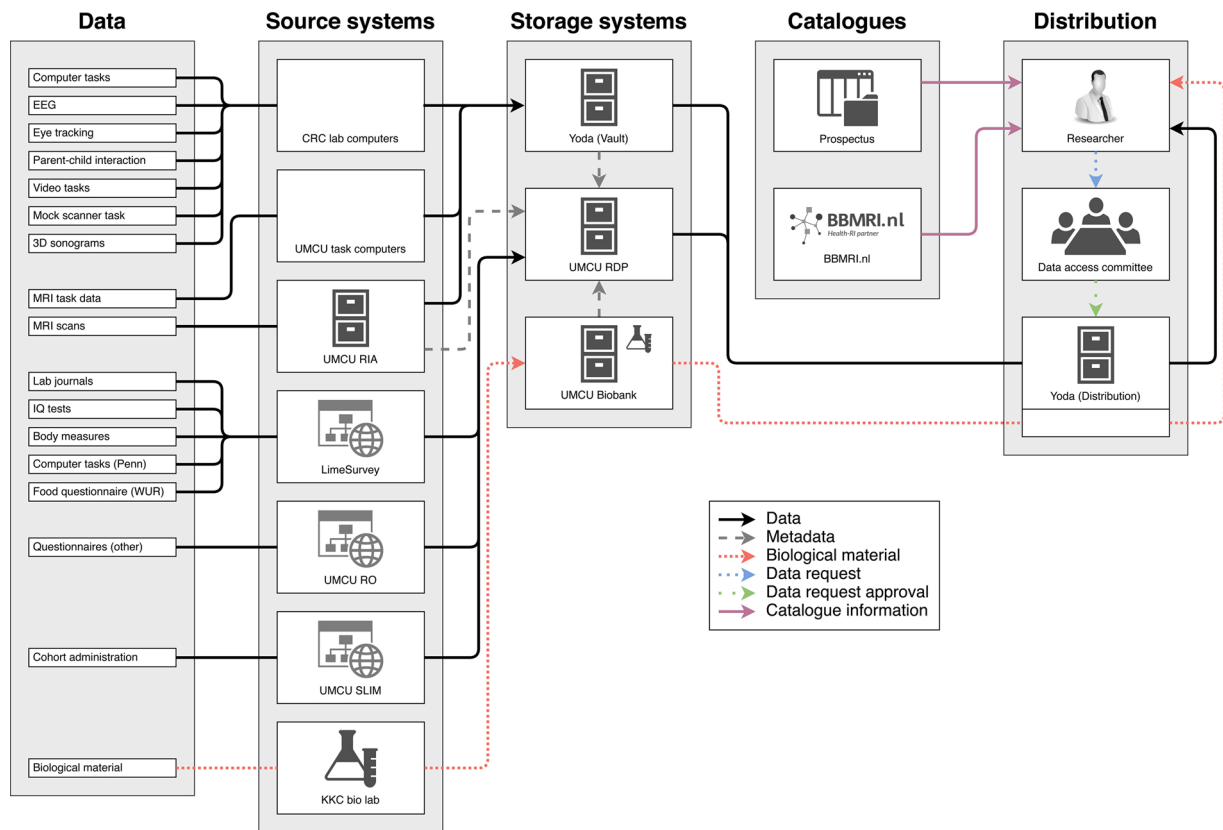 Data
Source systems
Storage systems
Catalogues
Distribution
Computer tasks
EEG
Eye tracking
Parent-child interaction
Video tasks
Mock scanner task
3D sonograms
MRI task data
MRI scans
Lab journals
IQ tests
Body measures
Computer tasks (Penn)
Food questionnaire (WUR)
Questionnaires (other)
Cohort administration
Biological material
CRC lab computers
UMCU task computers
UMCU RIA
LimeSurvey
UMCU RO
UMCU SLIM
KKC bio lab
Yoda (Vault)
UMCU RDP
UMCU Biobank
Prospectus
BBMRI.nl
Health-RI partner
BBMRI.nl
Researcher
Data access committee
Yoda (Distribution)
Data
Metadata
Biological material
Data request
Data request approval
Catalogue information